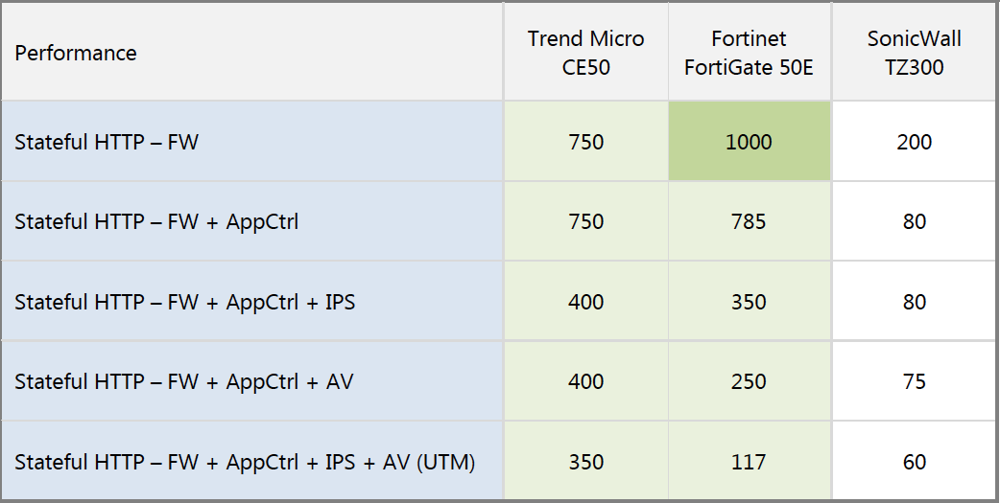 Performance
Trend Micro
CE50
Fortinet
FortiGate 50E
SonicWall
TZ300
Stateful HTTP – FW
750
1000
200
Stateful HTTP – FW + AppCtrl
750
785
80
Stateful HTTP – FW + AppCtrl + IPS
400
350
80
Stateful HTTP – FW + AppCtrl + AV
400
250
75
Stateful HTTP – FW + AppCtrl + IPS + AV (UTM)
350
117
60